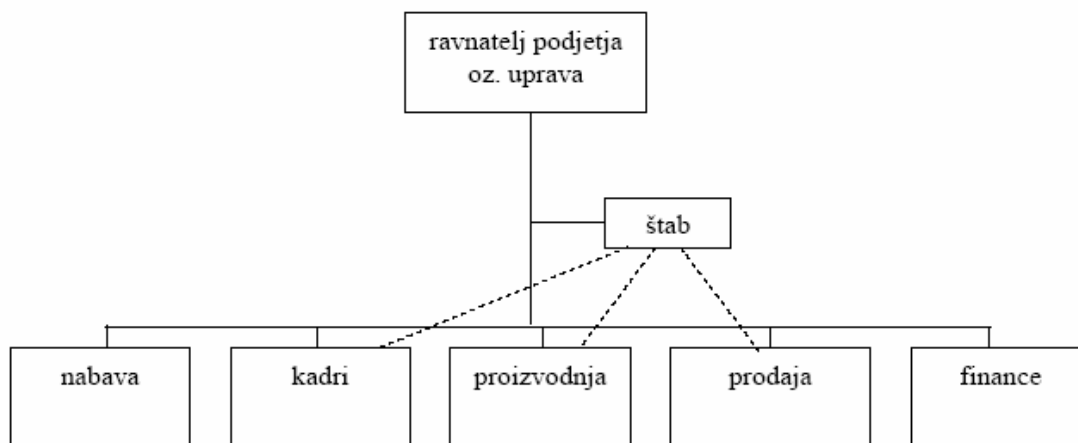 ravnatelj podjetja
oz. uprava
štab
nabava
kadri
proizvodnja
prodaja
finance